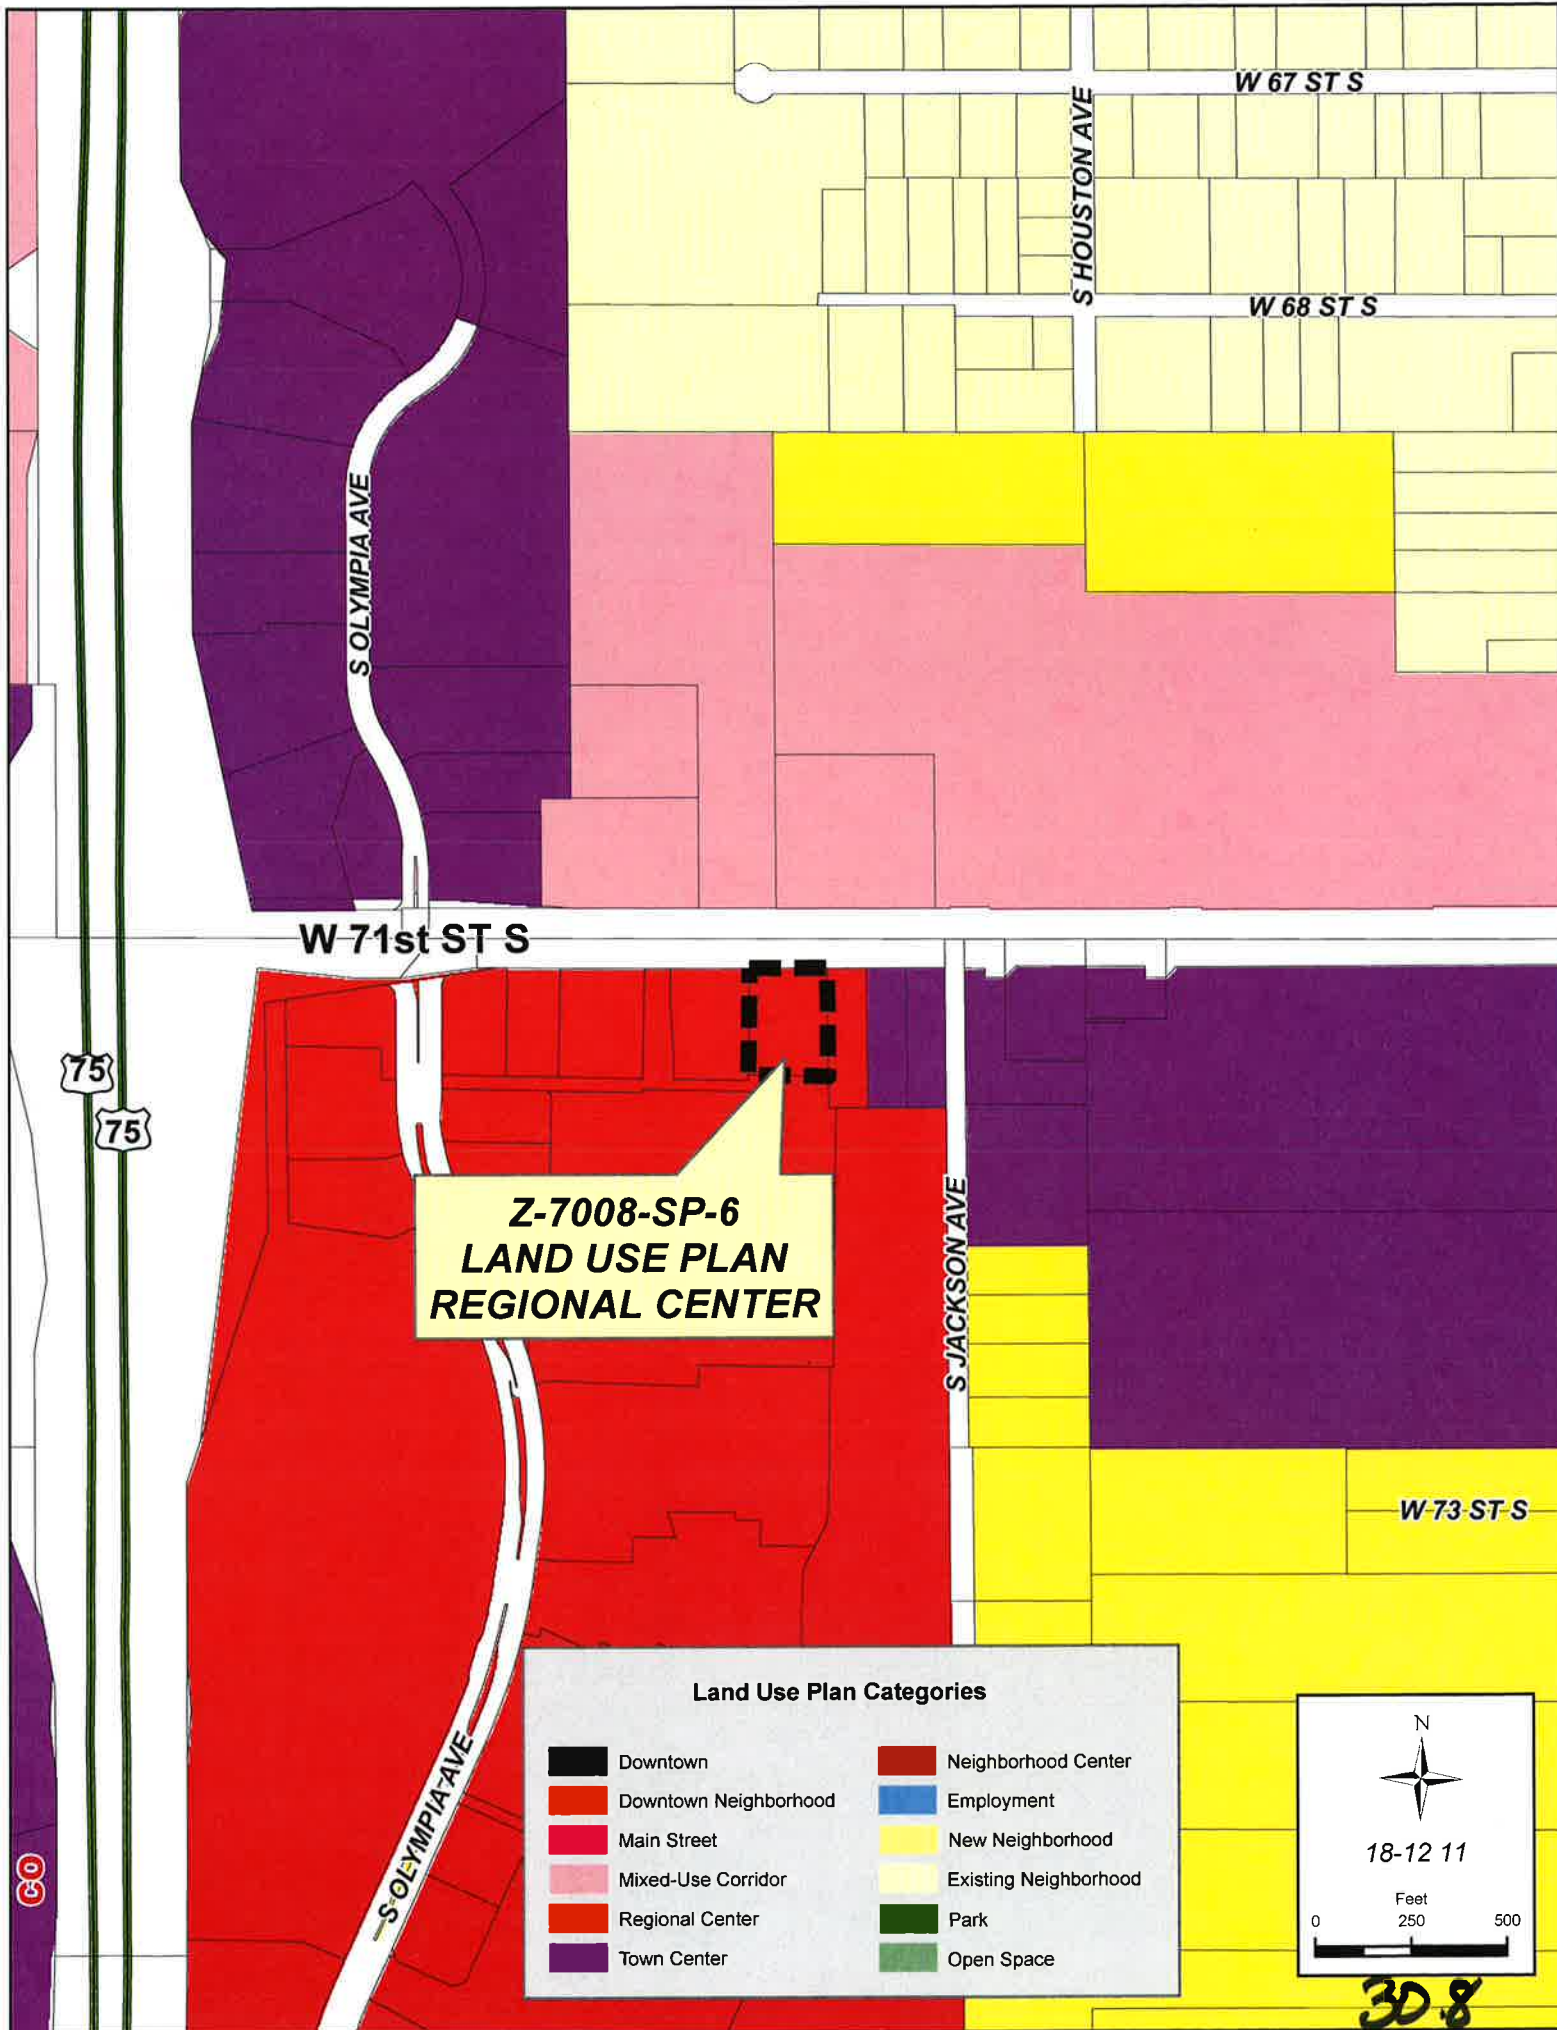 W 67 ST S
S HOUSTON AVE
W 68 ST S
S OLYMPIA AVE
W 71st ST S
75
75
Z-7008-SP-6
LAND USE PLAN
REGIONAL CENTER
S JACKSON AVE
W 73 ST S
S OLYMPIA AVE
CO
Land Use Plan Categories
Downtown
Downtown Neighborhood
Main Street
Mixed-Use Corridor
Regional Center
Town Center
Neighborhood Center
Employment
New Neighborhood
Existing Neighborhood
Park
Open Space
N
18-12 11
Feet
0 250 500
30.8